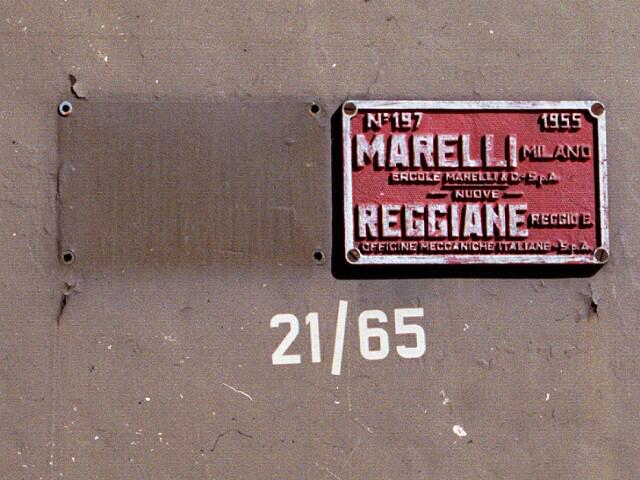 Nº 197 1955
MARELLI MILANO
ERCOLE MARELLI & C. - S.p.A.
— NUOVE —
REGGIANE REGGIO E.
OFFICINE MECCANICHE ITALIANE - S.p.A.
21/65